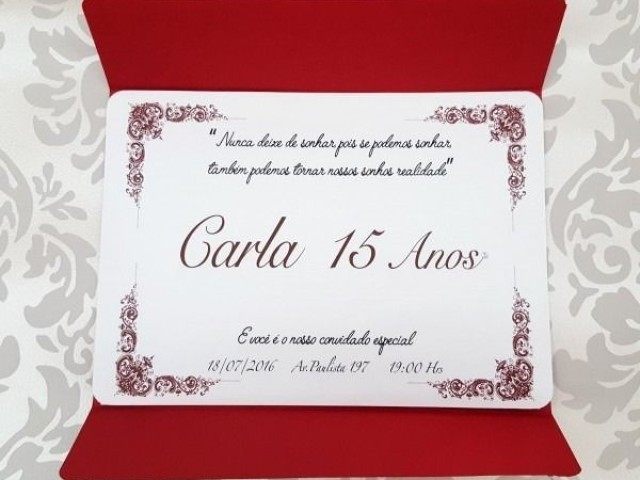 “Nunca deixe de sonhar, pois se podemos sonhar,
também podemos tornar nossos sonhos realidade”
Carla 15 Anos
E você é o nosso convidado especial
18/07/2016 Av.Paulista 197 19:00 Hrs